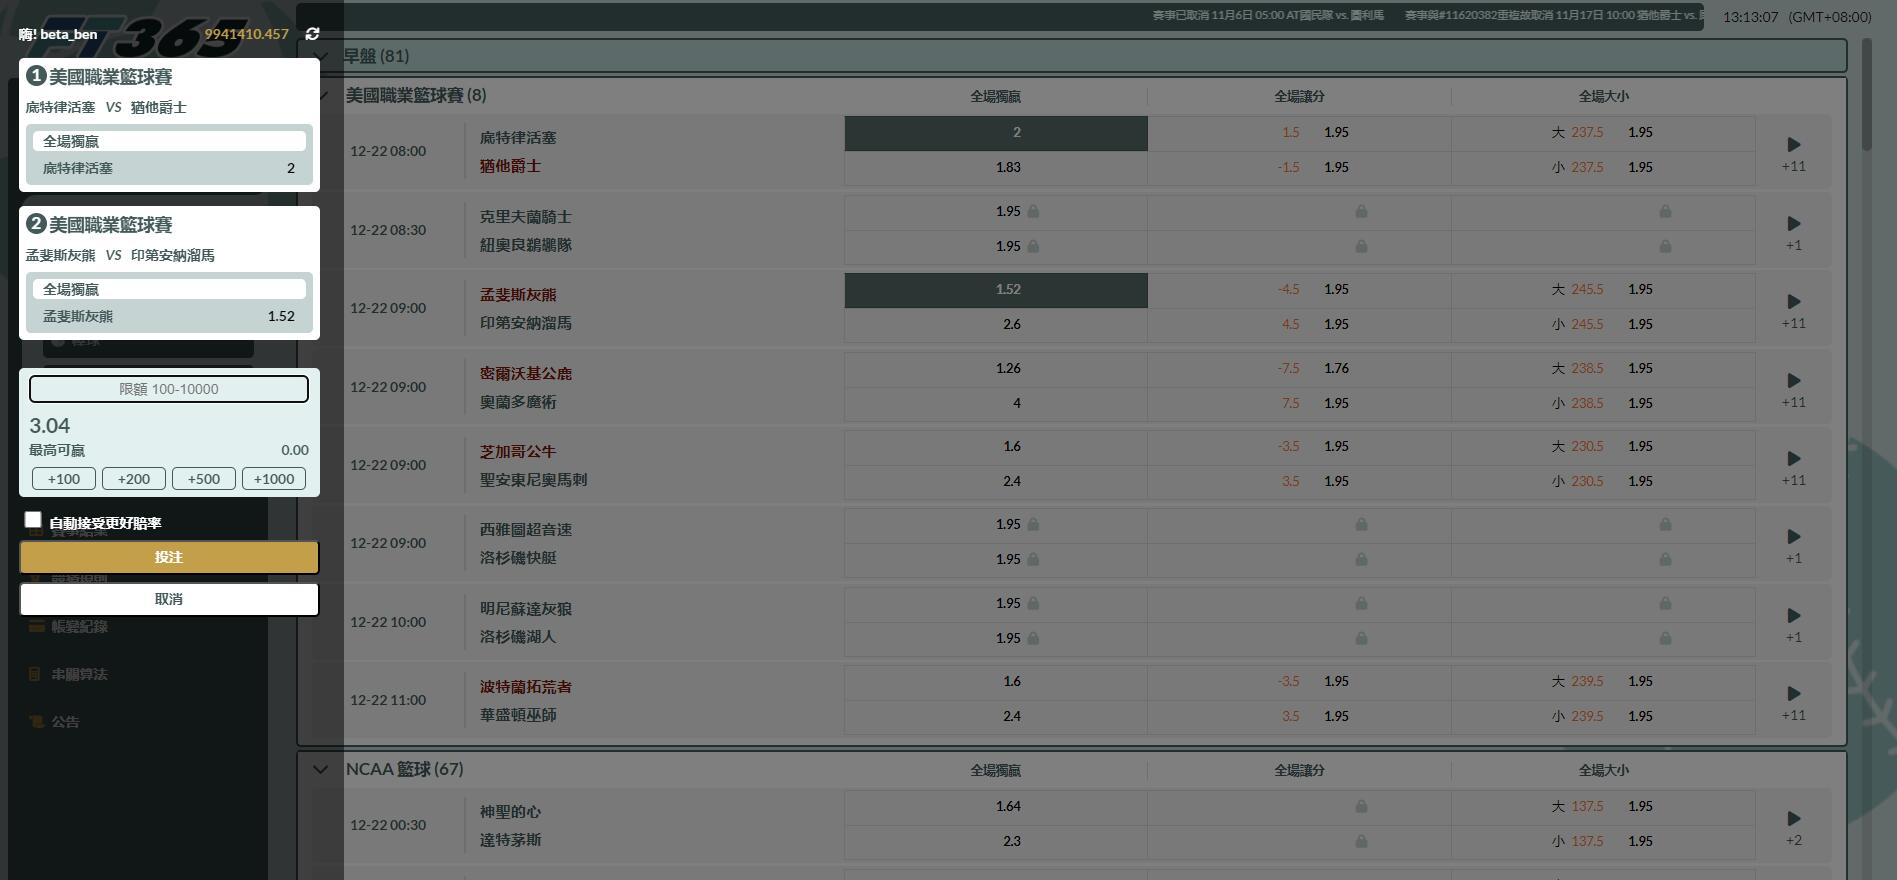 FT365
嗨! beta_ben 9941410.457
1 美國職業籃球賽
底特律活塞 VS 猶他爵士
全場獨贏
底特律活塞 2
2 美國職業籃球賽
孟斐斯灰熊 VS 印第安納溜馬
全場獨贏
孟斐斯灰熊 1.52
棒球
限額 100-10000
3.04
最高可贏 0.00
+100 +200 +500 +1000
自動接受更好賠率
投注
取消
帳變紀錄
串關算法
公告
賽事已取消 11月6日 05:00 AT國民隊 vs. 圖利馬 賽事與#11620382重複故取消 11月17日 10:00 猶他爵士 vs.
13:13:07 (GMT+08:00)
早盤 (81)
美國職業籃球賽 (8) 全場獨贏 全場讓分 全場大小
12-22 08:00
底特律活塞 2 1.5 1.95 大 237.5 1.95
猶他爵士 1.83 -1.5 1.95 小 237.5 1.95
+11
12-22 08:30
克里夫蘭騎士 1.95
紐奧良鵜鶘隊 1.95
+1
12-22 09:00
孟斐斯灰熊 1.52 -4.5 1.95 大 245.5 1.95
印第安納溜馬 2.6 4.5 1.95 小 245.5 1.95
+11
12-22 09:00
密爾沃基公鹿 1.26 -7.5 1.76 大 238.5 1.95
奧蘭多魔術 4 7.5 1.95 小 238.5 1.95
+11
12-22 09:00
芝加哥公牛 1.6 -3.5 1.95 大 230.5 1.95
聖安東尼奧馬刺 2.4 3.5 1.95 小 230.5 1.95
+11
12-22 09:00
西雅圖超音速 1.95
洛杉磯快艇 1.95
+1
12-22 10:00
明尼蘇達灰狼 1.95
洛杉磯湖人 1.95
+1
12-22 11:00
波特蘭拓荒者 1.6 -3.5 1.95 大 239.5 1.95
華盛頓巫師 2.4 3.5 1.95 小 239.5 1.95
+11
NCAA 籃球 (67) 全場獨贏 全場讓分 全場大小
12-22 00:30
神聖的心 1.64 大 137.5 1.95
達特茅斯 2.3 小 137.5 1.95
+2